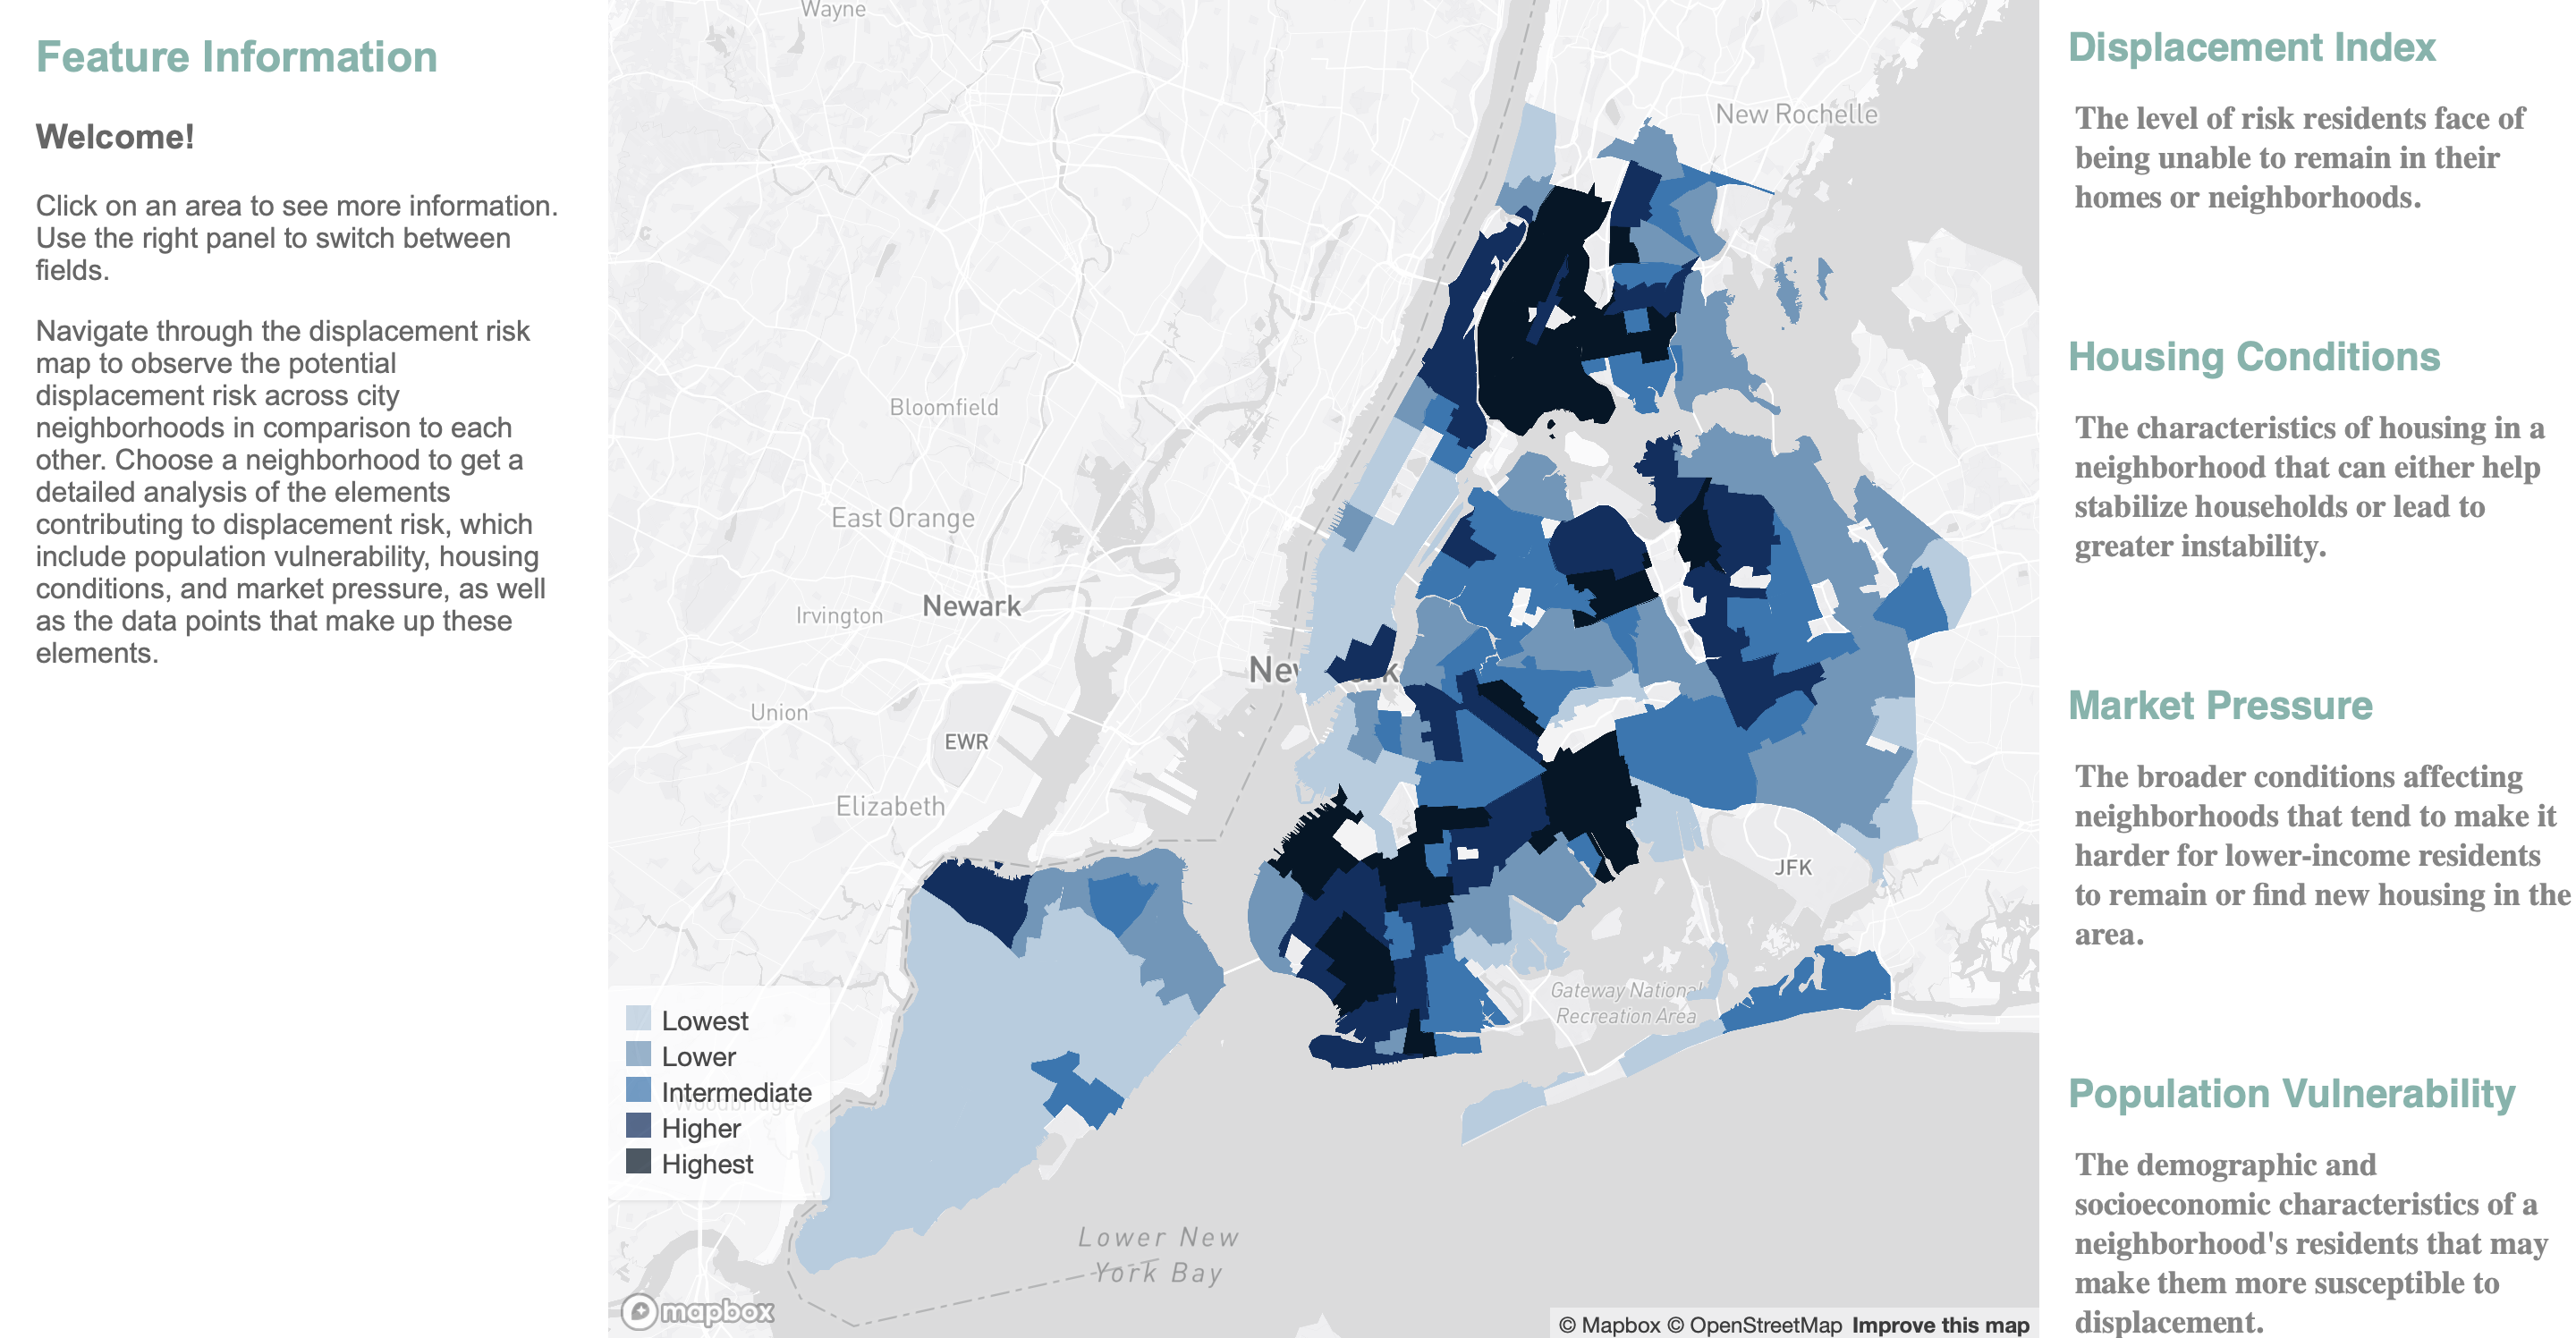 Feature Information
Welcome!
Click on an area to see more information.
Use the right panel to switch between
fields.
Navigate through the displacement risk
map to observe the potential
displacement risk across city
neighborhoods in comparison to each
other. Choose a neighborhood to get a
detailed analysis of the elements
contributing to displacement risk, which
include population vulnerability, housing
conditions, and market pressure, as well
as the data points that make up these
elements.
Wayne
New Rochelle
Bloomfield
East Orange
Irvington
Newark
Union
EWR
Elizabeth
JFK
Gateway National
Recreation Area
Lowest
Lower
Intermediate
Woodbridge
Higher
Highest
Lower New
York Bay
mapbox
© Mapbox © OpenStreetMap Improve this map
Displacement Index
The level of risk residents face of
being unable to remain in their
homes or neighborhoods.
Housing Conditions
The characteristics of housing in a
neighborhood that can either help
stabilize households or lead to
greater instability.
Market Pressure
The broader conditions affecting
neighborhoods that tend to make it
harder for lower-income residents
to remain or find new housing in the
area.
Population Vulnerability
The demographic and
socioeconomic characteristics of a
neighborhood's residents that may
make them more susceptible to
displacement.